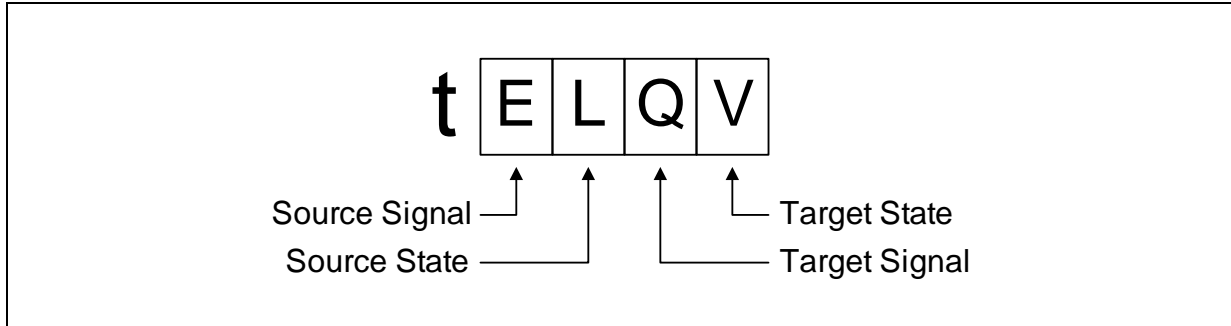 t E L Q V
Source Signal Target State
Source State Target Signal